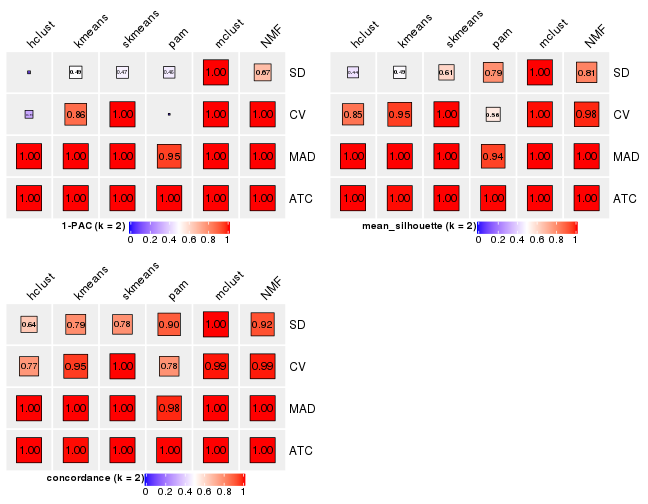 hclust kmeans skmeans pam mclust NMF
0.49 0.47 0.46 1.00 0.67 SD
0.86 1.00 1.00 1.00 CV
1.00 1.00 1.00 0.95 1.00 1.00 MAD
1.00 1.00 1.00 1.00 1.00 1.00 ATC
1-PAC (k = 2)
0 0.2 0.4 0.6 0.8 1
hclust kmeans skmeans pam mclust NMF
0.44 0.49 0.61 0.79 1.00 0.81 SD
0.85 0.95 1.00 0.56 1.00 0.98 CV
1.00 1.00 1.00 0.94 1.00 1.00 MAD
1.00 1.00 1.00 1.00 1.00 1.00 ATC
mean_silhouette (k = 2)
0 0.2 0.4 0.6 0.8 1
hclust kmeans skmeans pam mclust NMF
0.64 0.79 0.78 0.90 1.00 0.92 SD
0.77 0.95 1.00 0.78 0.99 0.99 CV
1.00 1.00 1.00 0.98 1.00 1.00 MAD
1.00 1.00 1.00 1.00 1.00 1.00 ATC
concordance (k = 2)
0 0.2 0.4 0.6 0.8 1